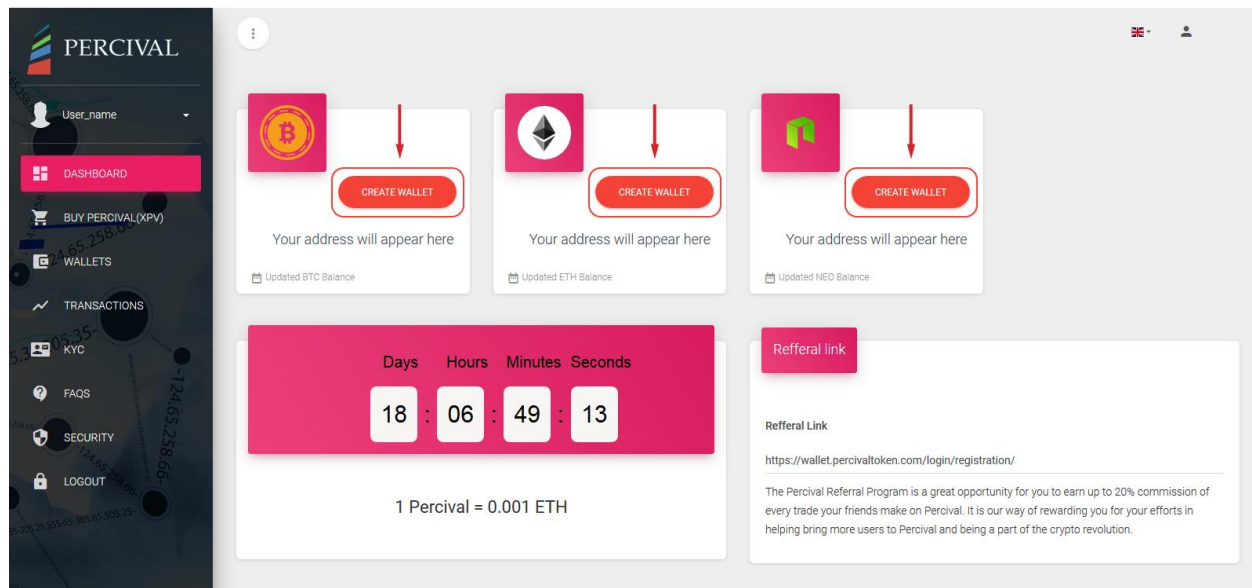 PERCIVAL
User_name
DASHBOARD
BUY PERCIVAL(XPV)
WALLETS
TRANSACTIONS
KYC
FAQS
SECURITY
LOGOUT
CREATE WALLET
Your address will appear here
Updated BTC Balance
CREATE WALLET
Your address will appear here
Updated ETH Balance
CREATE WALLET
Your address will appear here
Updated NEO Balance
Days Hours Minutes Seconds
18 : 06 : 49 : 13
1 Percival = 0.001 ETH
Refferal link
Refferal Link
https://wallet.percivaltoken.com/login/registration/
The Percival Referral Program is a great opportunity for you to earn up to 20% commission of
every trade your friends make on Percival. It is our way of rewarding you for your efforts in
helping bring more users to Percival and being a part of the crypto revolution.